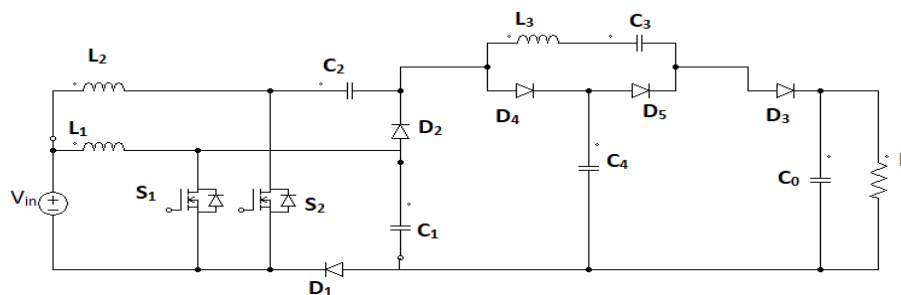 L₃
C₃
L₂
C₂
L₁
D₂
D₄
D₅
D₃
C₄
C₀
Vin
S₁
S₂
C₁
D₁